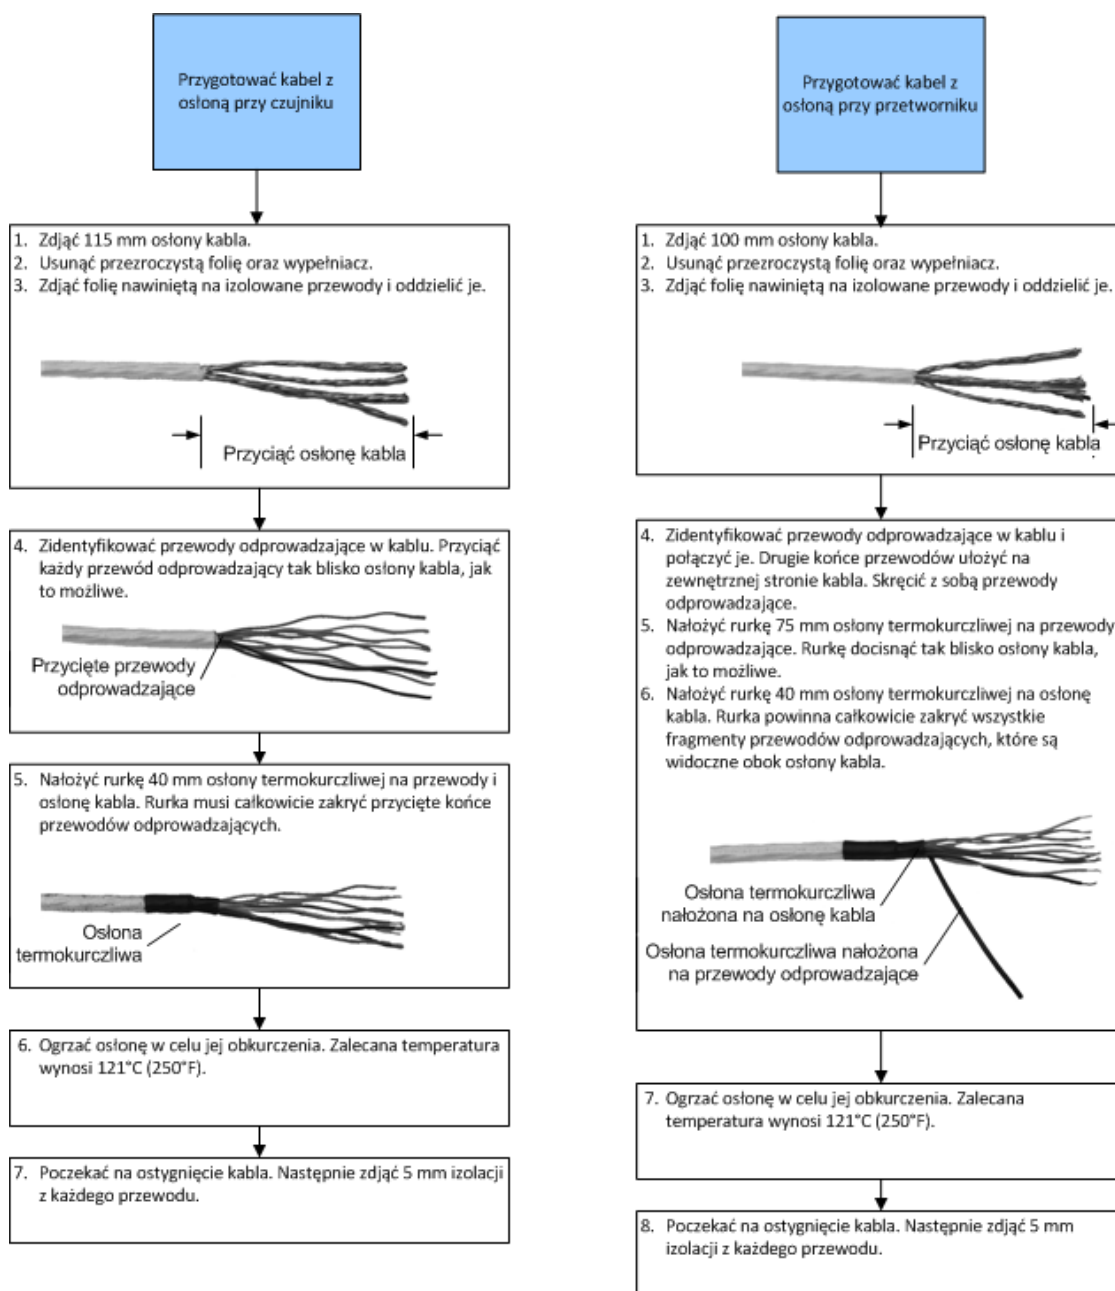 Przygotować kabel z
osłoną przy czujniku
1. Zdjąć 115 mm osłony kabla.
2. Usunąć przezroczystą folię oraz wypełniacz.
3. Zdjąć folię nawiniętą na izolowane przewody i oddzielić je.
Przyciąć osłonę kabla
4. Zidentyfikować przewody odprowadzające w kablu. Przyciąć
każdy przewód odprowadzający tak blisko osłony kabla, jak
to możliwe.
Przycięte przewody
odprowadzające
5. Nałożyć rurkę 40 mm osłony termokurczliwej na przewody i
osłonę kabla. Rurka musi całkowicie zakryć przycięte końce
przewodów odprowadzających.
Osłona
termokurczliwa
6. Ogrzać osłonę w celu jej obkurczenia. Zalecana temperatura
wynosi 121°C (250°F).
7. Poczekać na ostygnięcie kabla. Następnie zdjąć 5 mm izolacji
z każdego przewodu.
Przygotować kabel z
osłoną przy przetworniku
1. Zdjąć 100 mm osłony kabla.
2. Usunąć przezroczystą folię oraz wypełniacz.
3. Zdjąć folię nawiniętą na izolowane przewody i oddzielić je.
Przyciąć osłonę kabla
4. Zidentyfikować przewody odprowadzające w kablu i
połączyć je. Drugie końce przewodów ułożyć na
zewnętrznej stronie kabla. Skręcić z sobą przewody
odprowadzające.
5. Nałożyć rurkę 75 mm osłony termokurczliwej na przewody
odprowadzające. Rurkę docisnąć tak blisko osłony kabla,
jak to możliwe.
6. Nałożyć rurkę 40 mm osłony termokurczliwej na osłonę
kabla. Rurka powinna całkowicie zakryć wszystkie
fragmenty przewodów odprowadzających, które są
widoczne obok osłony kabla.
Osłona termokurczliwa
nałożona na osłonę kabla
Osłona termokurczliwa nałożona
na przewody odprowadzające
7. Ogrzać osłonę w celu jej obkurczenia. Zalecana
temperatura wynosi 121°C (250°F).
8. Poczekać na ostygnięcie kabla. Następnie zdjąć 5 mm
izolacji z każdego przewodu.